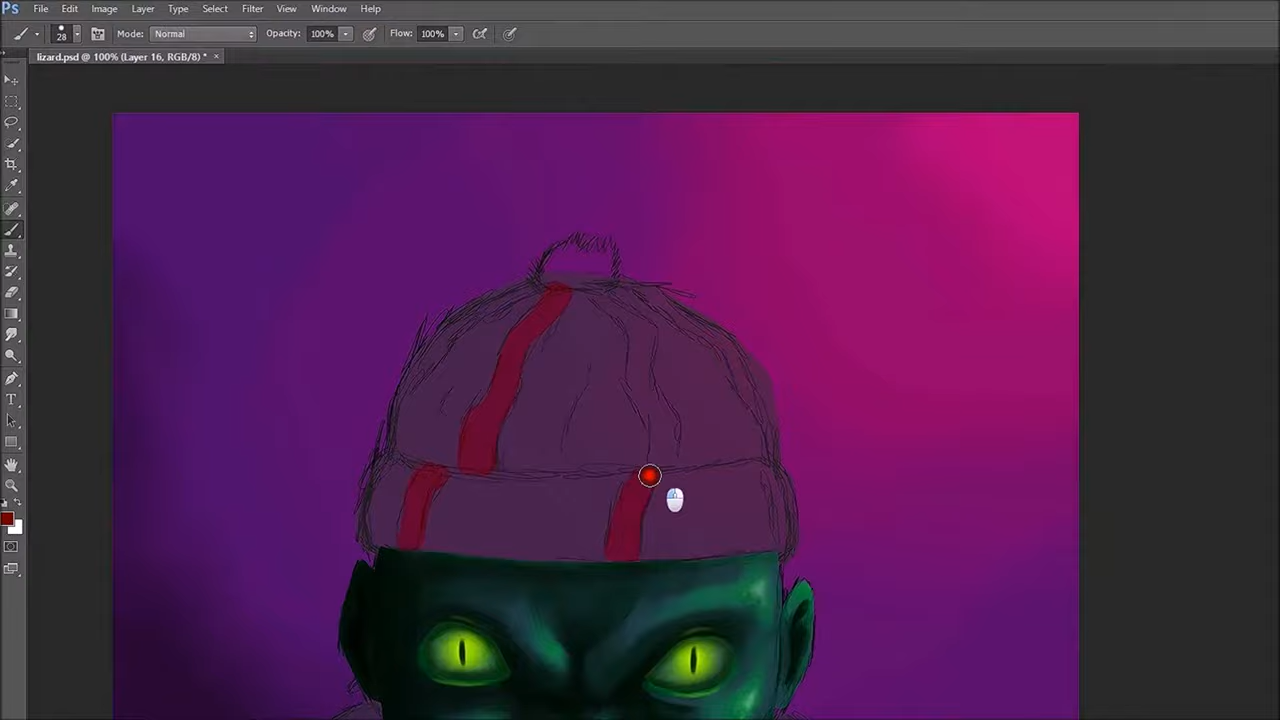 Ps File Edit Image Layer Type Select Filter View Window Help
28 Mode: Normal Opacity: 100% Flow: 100%
lizard.psd @ 100% (Layer 16, RGB/8) * ×
T